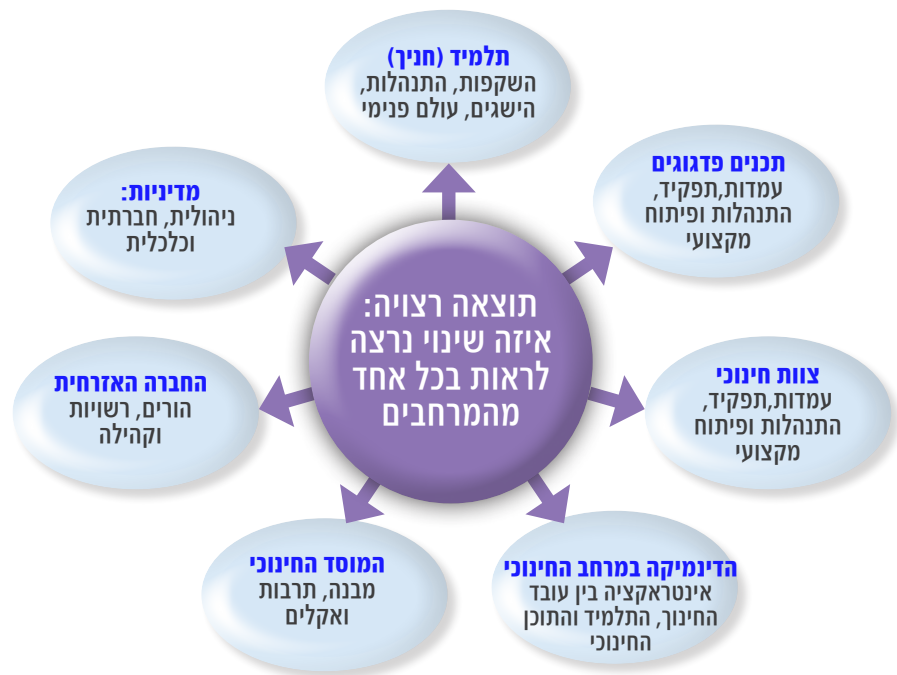 תלמיד (חניך)
השקפות, התנהלות,
הישגים, עולם פנימי
תכנים פדגוגים
עמדות,תפקיד,
התנהלות ופיתוח
מקצועי
צוות חינוכי
עמדות,תפקיד,
התנהלות ופיתוח
מקצועי
הדינמיקה במרחב החינוכי
אינטראקציה בין עובד
החינוך, התלמיד והתוכן
החינוכי
המוסד החינוכי
מבנה, תרבות
ואקלים
החברה האזרחית
הורים, רשויות
וקהילה
מדיניות:
ניהולית, חברתית
וכלכלית
תוצאה רצויה:
איזה שינוי נרצה
לראות בכל אחד
מהמרחבים